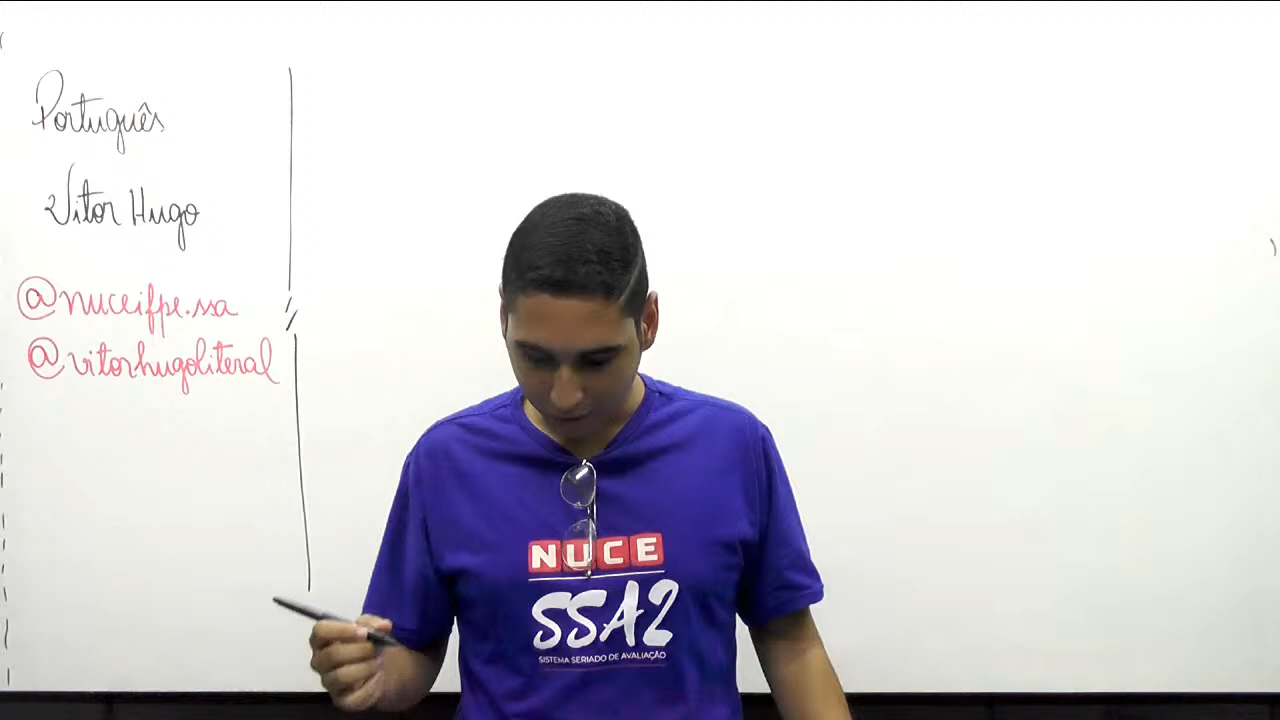 Português
Vitor Hugo
@nuceifpe.ssa
@vitorhugoliteral
NUCE
SSA2
SISTEMA SERIADO DE AVALIAÇÃO